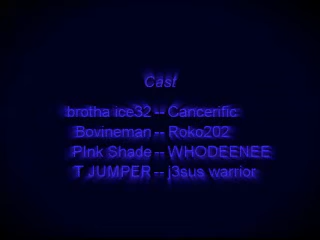 Cast
brotha ice32 -- Cancerific
Bovineman -- Roko202
PInk Shade -- WHODEENEE
T JUMPER -- j3sus warrior